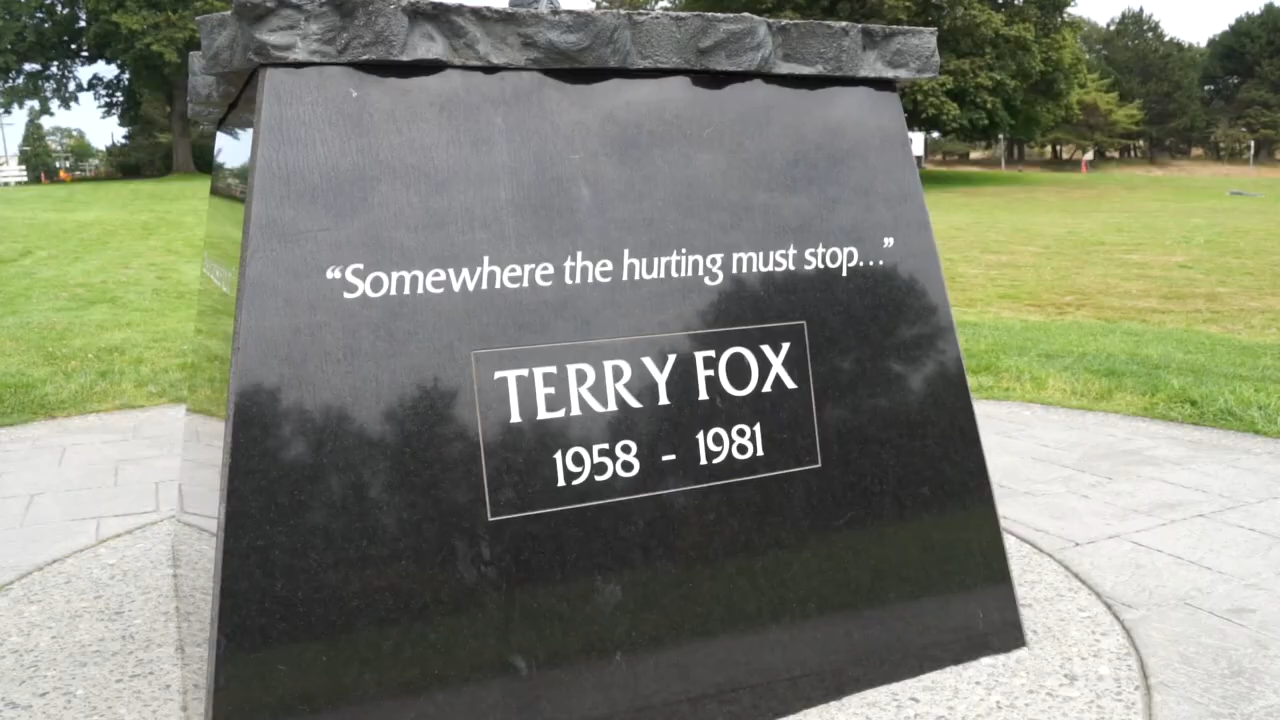 “Somewhere the hurting must stop...”
TERRY FOX
1958 - 1981